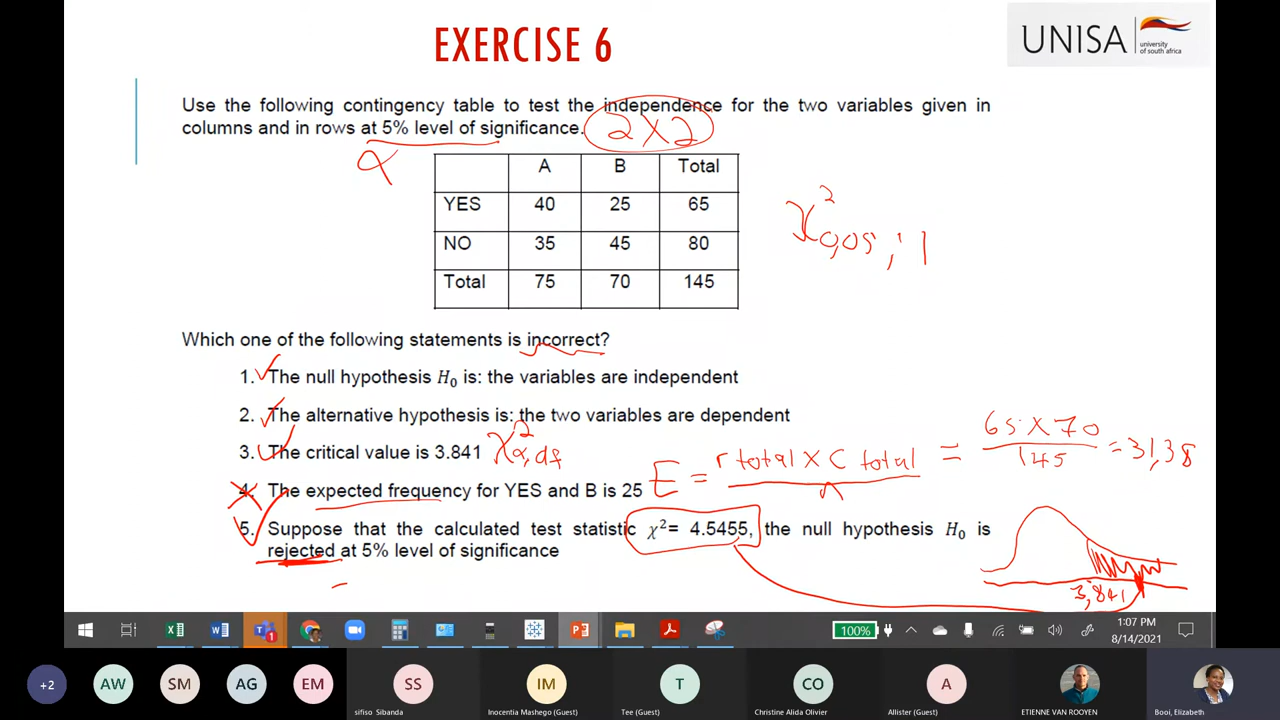 EXERCISE 6
UNISA
university
of south africa
Use the following contingency table to test the independence for the two variables given in
columns and in rows at 5% level of significance.
2 X 2
α
A B Total
YES 40 25 65
NO 35 45 80
Total 75 70 145
χ² 0,05 ; 1
Which one of the following statements is incorrect?
1. The null hypothesis H₀ is: the variables are independent
2. The alternative hypothesis is: the two variables are dependent
3. The critical value is 3.841 χ² α, df
4. The expected frequency for YES and B is 25
E = r total X C total / n = 65 X 70 / 145 = 31,38
5. Suppose that the calculated test statistic χ²= 4.5455, the null hypothesis H₀ is
rejected at 5% level of significance
3,841
100%
1:07 PM
8/14/2021
+2 AW SM AG EM SS IM T CO A
sifiso Sibanda Inocentia Mashego (Guest) Tee (Guest) Christine Alida Olivier Allister (Guest) ETIENNE VAN ROOYEN Booi, Elizabeth